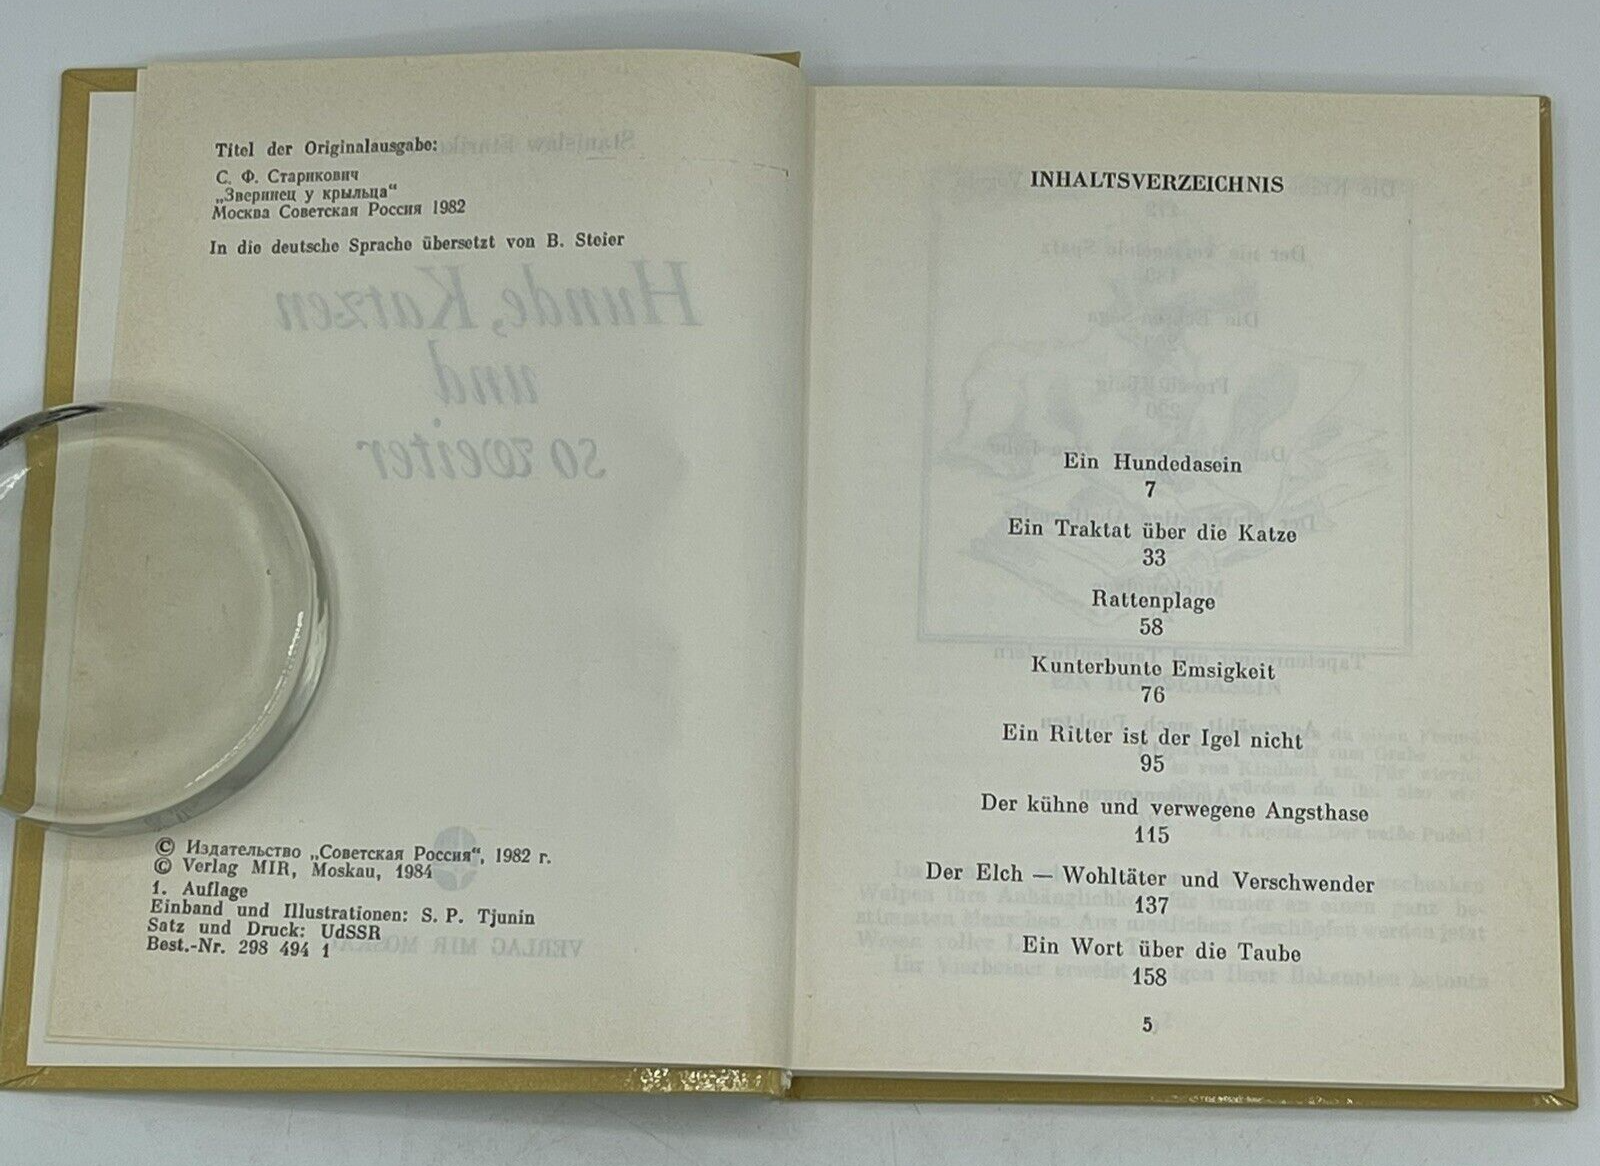 Titel der Originalausgabe:
С. Ф. Старикович
„Зверинец у крыльца“
Москва Советская Россия 1982
In die deutsche Sprache übersetzt von B. Steier
Hunde, Katzen
und
so weiter
© Издательство „Советская Россия“, 1982 г.
© Verlag MIR, Moskau, 1984
1. Auflage
Einband und Illustrationen: S. P. Tjunin
Satz und Druck: UdSSR
Best.-Nr. 298 494 1
VERLAG MIR MOSKAU
INHALTSVERZEICHNIS
Ein Hundedasein
7
Ein Traktat über die Katze
33
Rattenplage
58
Kunterbunte Emsigkeit
76
Ein Ritter ist der Igel nicht
95
Der kühne und verwegene Angsthase
115
Der Elch — Wohltäter und Verschwender
137
Ein Wort über die Taube
158
5